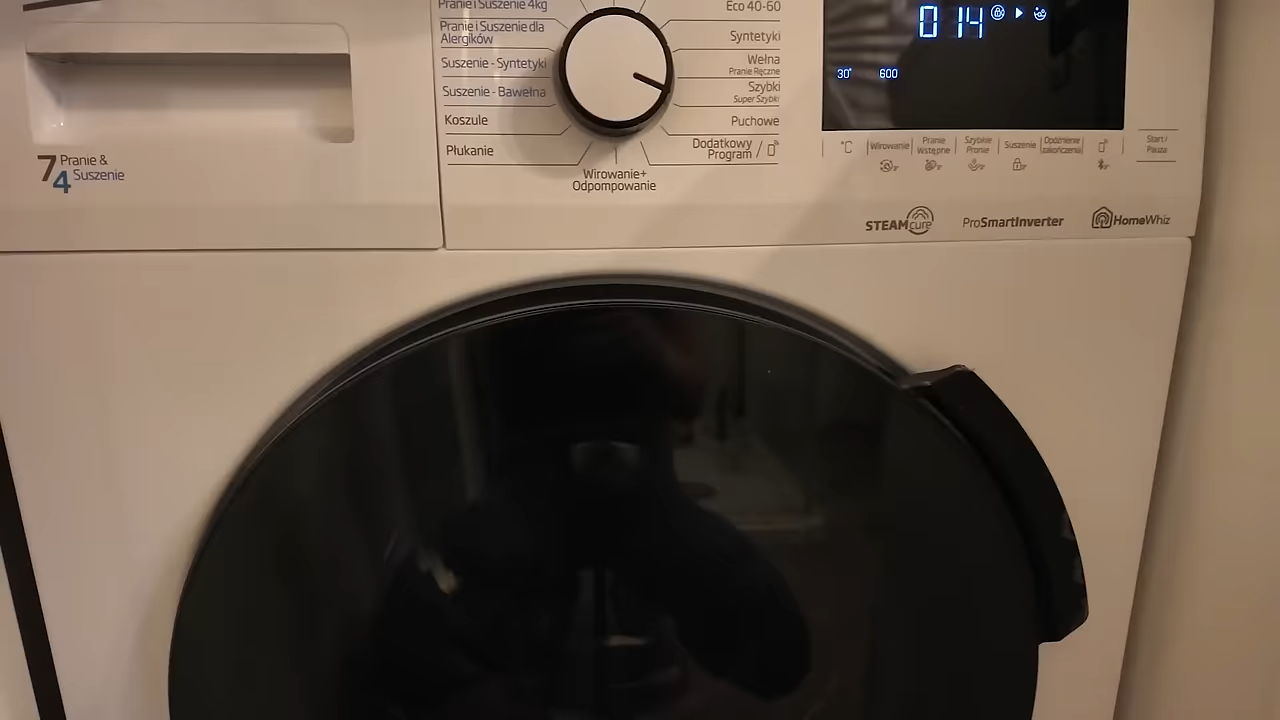 Pranie i Suszenie 4kg
Pranie i Suszenie dla
Alergików
Suszenie - Syntetyki
Suszenie - Bawełna
Koszule
Płukanie
Wirowanie+
Odpompowanie
Eco 40-60
Syntetyki
Wełna
Pranie Ręczne
Szybki
Super Szybki
Puchowe
Dodatkowy
Program /
0 14
30° 600
°C
Wirowanie
Pranie
Wstępne
Szybkie
Pranie
Suszenie
Opóźnienie
zakończenia
Start /
Pauza
7 Pranie &
4 Suszenie
STEAMcure
ProSmartInverter
HomeWhiz